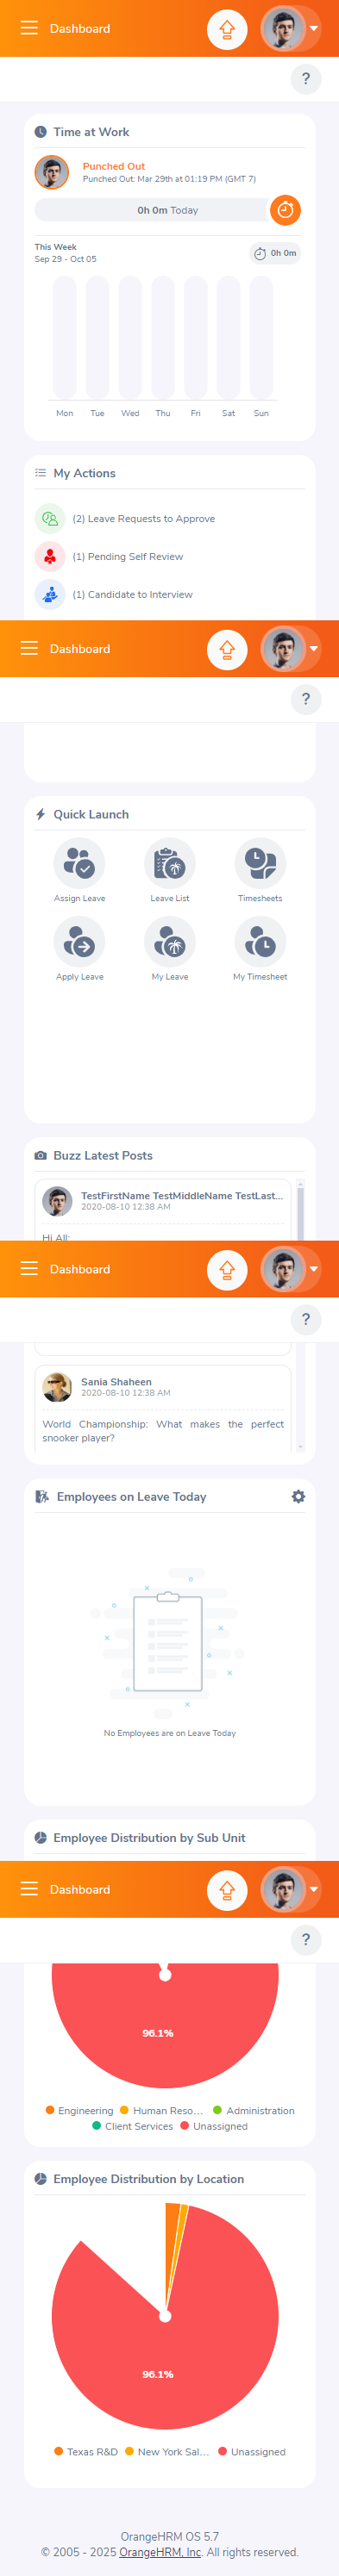 Dashboard
?
Time at Work
Punched Out
Punched Out: Mar 29th at 01:19 PM (GMT 7)
0h 0m Today
This Week
Sep 29 - Oct 05
0h 0m
Mon Tue Wed Thu Fri Sat Sun
My Actions
(2) Leave Requests to Approve
(1) Pending Self Review
(1) Candidate to Interview
Dashboard
?
Quick Launch
Assign Leave Leave List Timesheets
Apply Leave My Leave My Timesheet
Buzz Latest Posts
TestFirstName TestMiddleName TestLast...
2020-08-10 12:38 AM
Hi All;
Dashboard
?
Sania Shaheen
2020-08-10 12:38 AM
World Championship: What makes the perfect
snooker player?
Employees on Leave Today
No Employees are on Leave Today
Employee Distribution by Sub Unit
Dashboard
?
96.1%
Engineering Human Reso... Administration
Client Services Unassigned
Employee Distribution by Location
96.1%
Texas R&D New York Sal... Unassigned
OrangeHRM OS 5.7
© 2005 - 2025 OrangeHRM, Inc. All rights reserved.